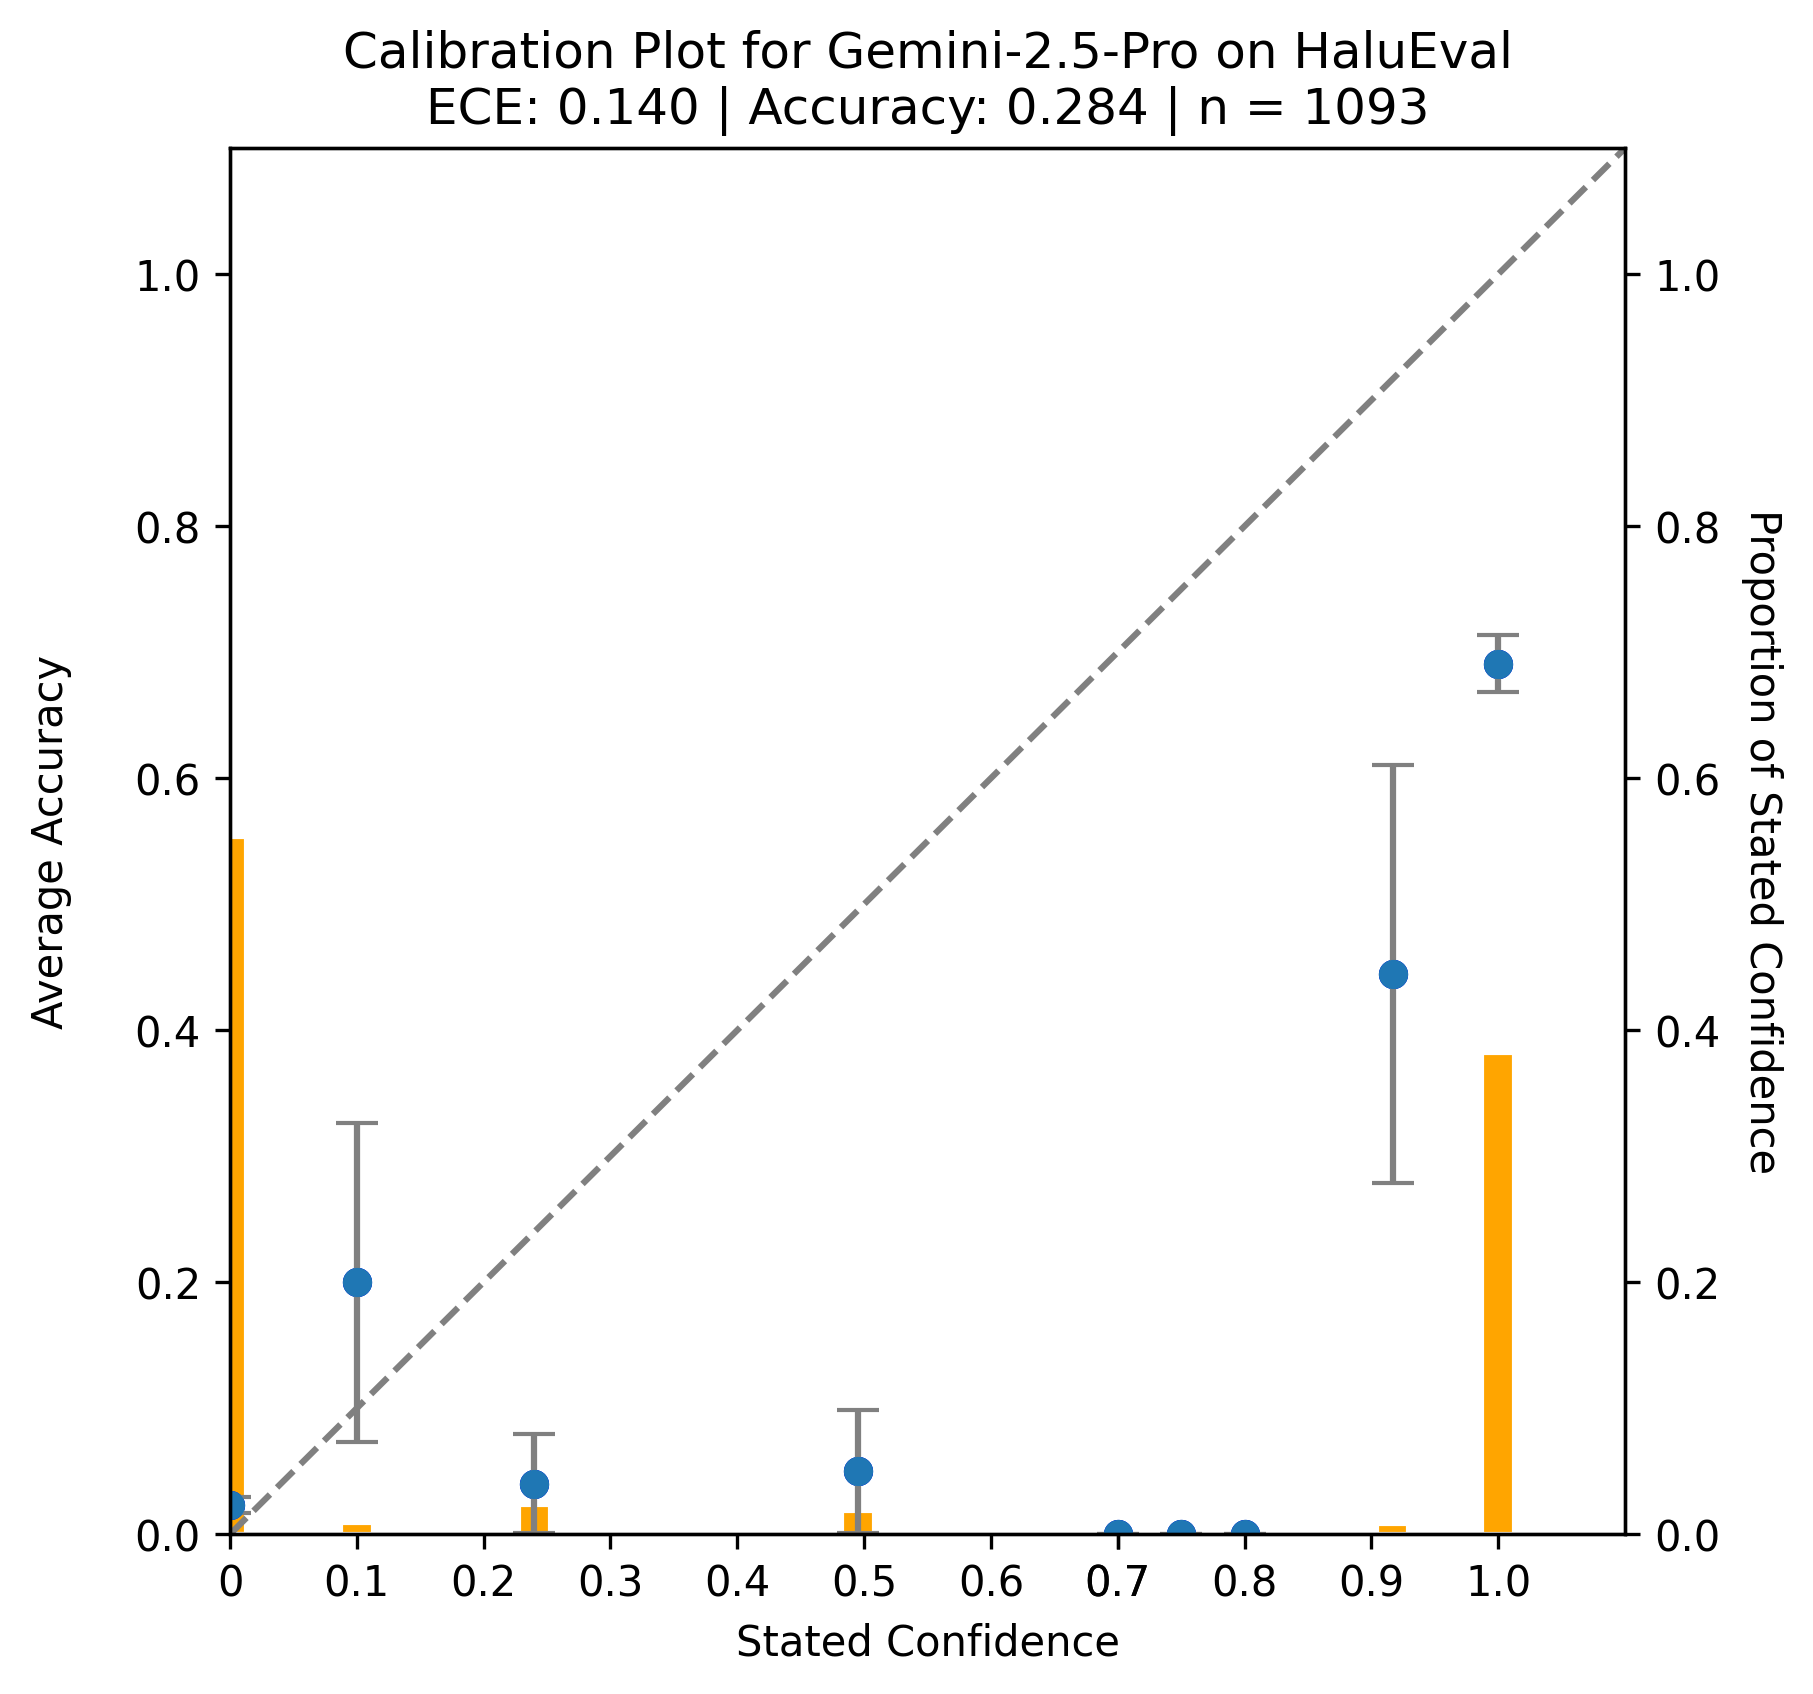 Calibration Plot for Gemini-2.5-Pro on HaluEval
ECE: 0.140 | Accuracy: 0.284 | n = 1093
Average Accuracy
1.0
0.8
0.6
0.4
0.2
0.0
1.0
0.8
0.6
0.4
0.2
0.0
Proportion of Stated Confidence
0 0.1 0.2 0.3 0.4 0.5 0.6 0.7 0.8 0.9 1.0
Stated Confidence